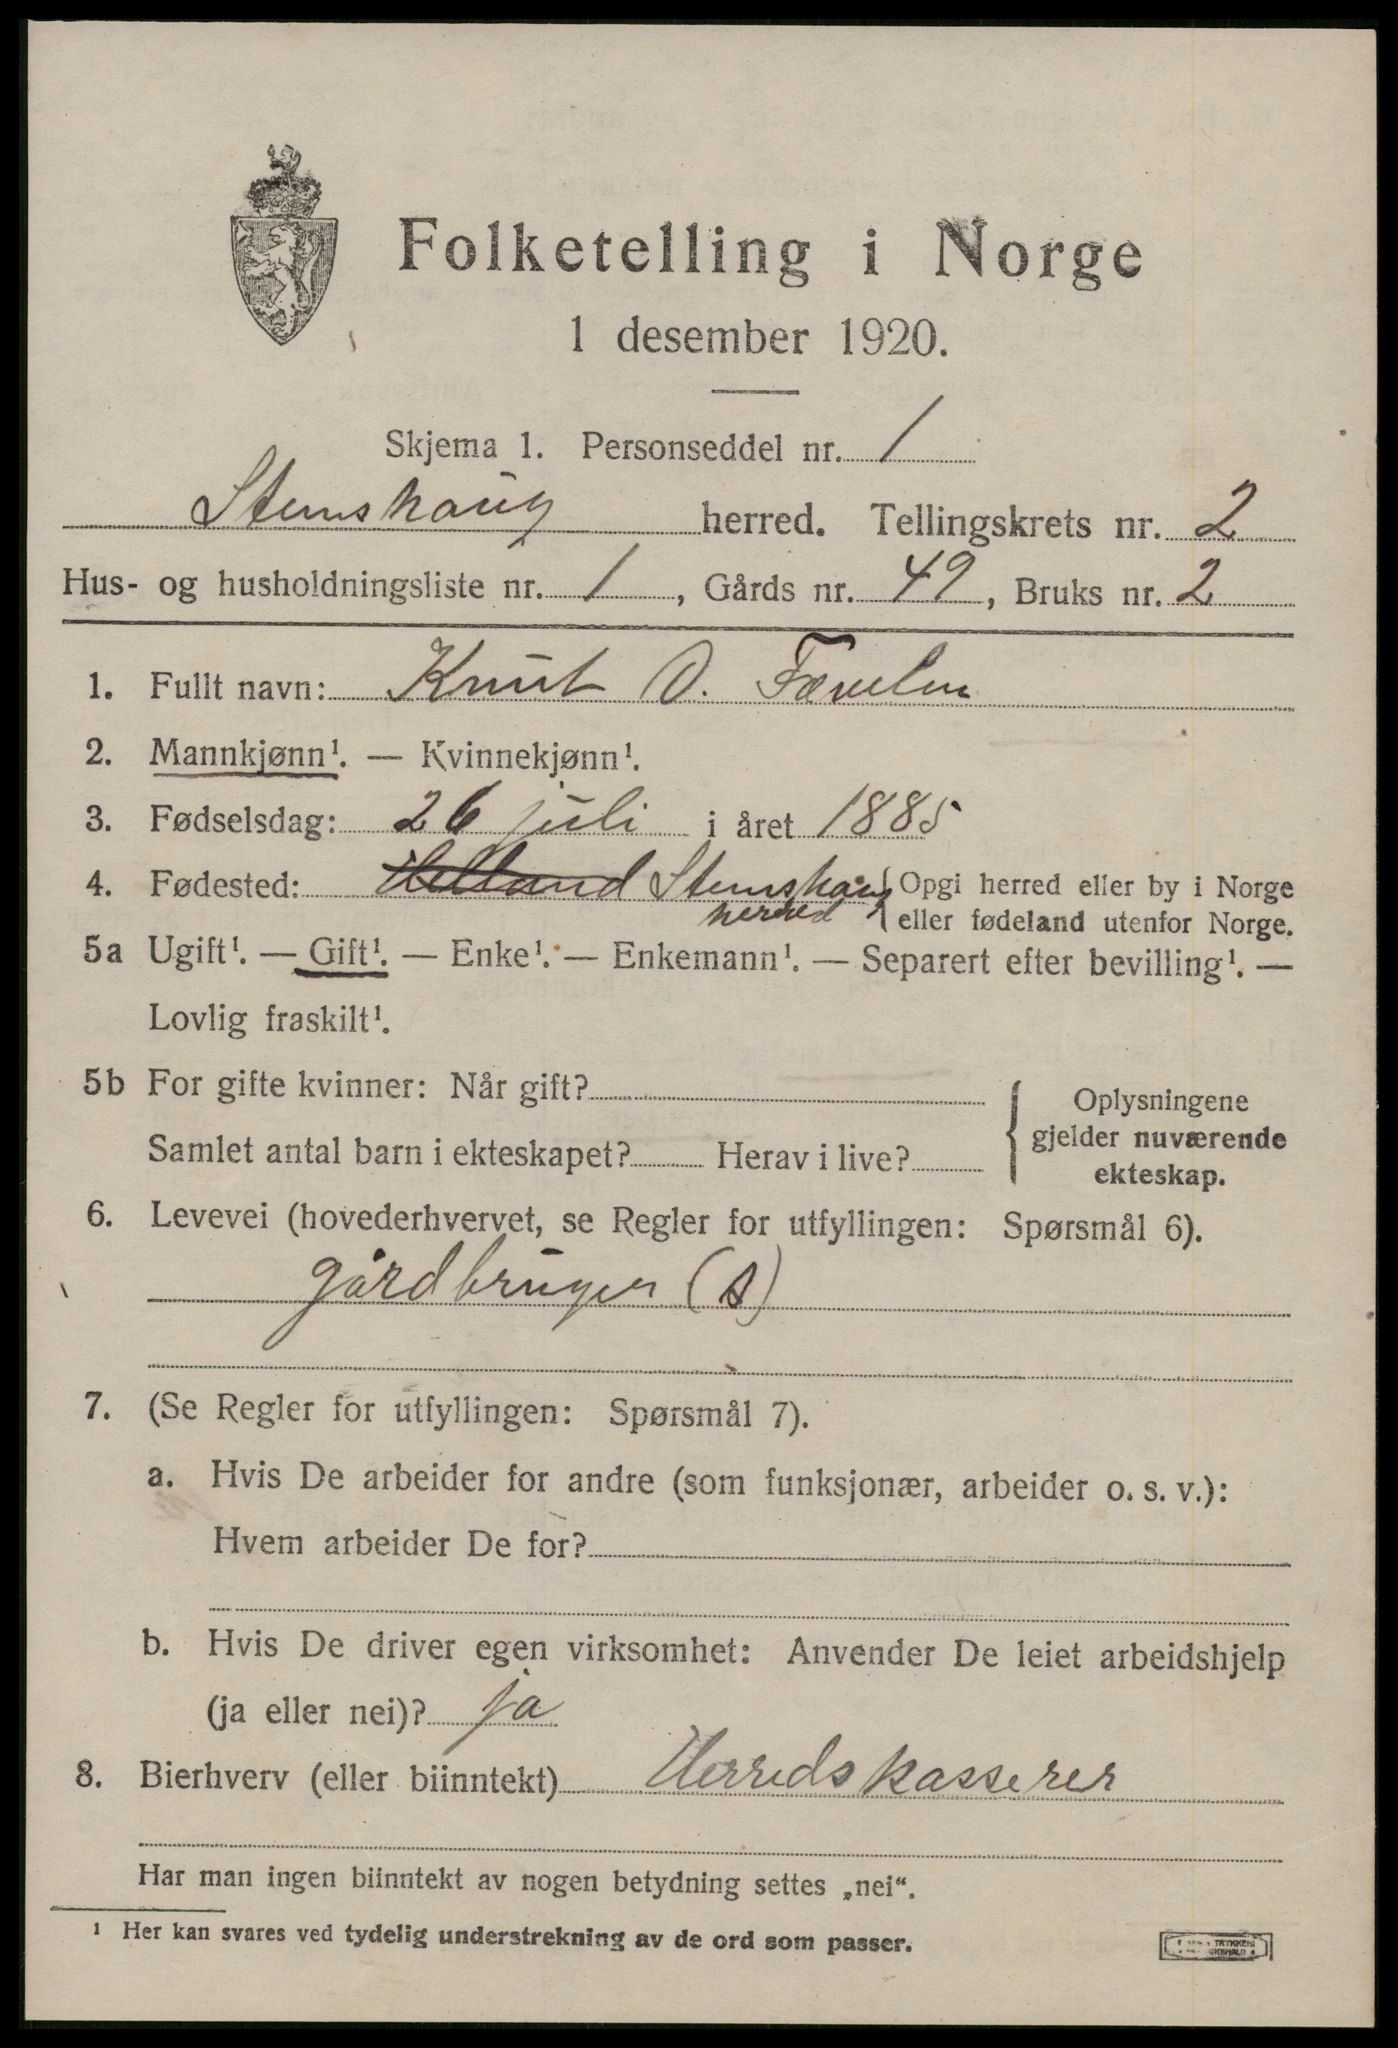 Folketelling i Norge
1 desember 1920.
Skjema 1. Personseddel nr. 1
Stemshaug herred. Tellingskrets nr. 2
Hus- og husholdningsliste nr. 1, Gårds nr. 49, Bruks nr. 2
1. Fullt navn: Knut O. Fævelen
2. Mannkjønn¹. — Kvinnekjønn¹.
3. Fødselsdag: 26 juli i året 1885
4. Fødested: Helland Stemshaug herred {Opgi herred eller by i Norge
eller fødeland utenfor Norge.
5a Ugift¹. — Gift¹. — Enke¹. — Enkemann¹. — Separert efter bevilling¹. —
Lovlig fraskilt¹.
5b For gifte kvinner: Når gift?
Samlet antal barn i ekteskapet? Herav i live?
{ Oplysningene
gjelder nuværende
ekteskap.
6. Levevei (hovederhvervet, se Regler for utfyllingen: Spørsmål 6).
gårdbruger (s)
7. (Se Regler for utfyllingen: Spørsmål 7).
a. Hvis De arbeider for andre (som funksjonær, arbeider o. s. v.):
Hvem arbeider De for?
b. Hvis De driver egen virksomhet: Anvender De leiet arbeidshjelp
(ja eller nei)? ja
8. Bierhverv (eller biinntekt) Herredskasserer
Har man ingen biinntekt av nogen betydning settes „nei“.
¹ Her kan svares ved tydelig understrekning av de ord som passer.